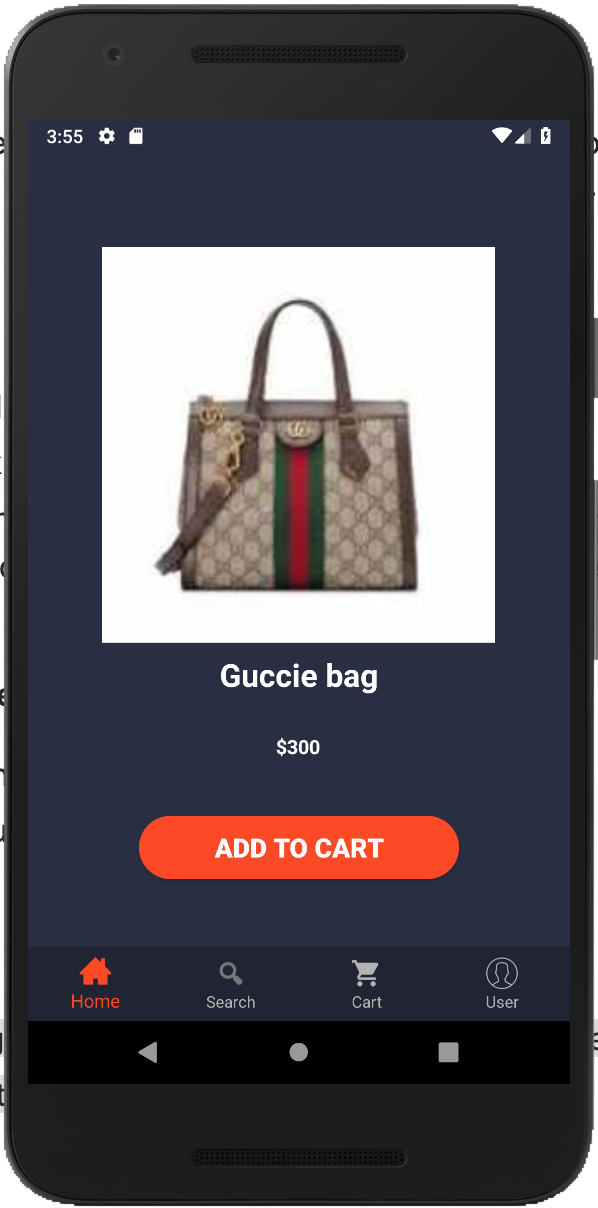 3:55
Guccie bag
$300
ADD TO CART
Home
Search
Cart
User